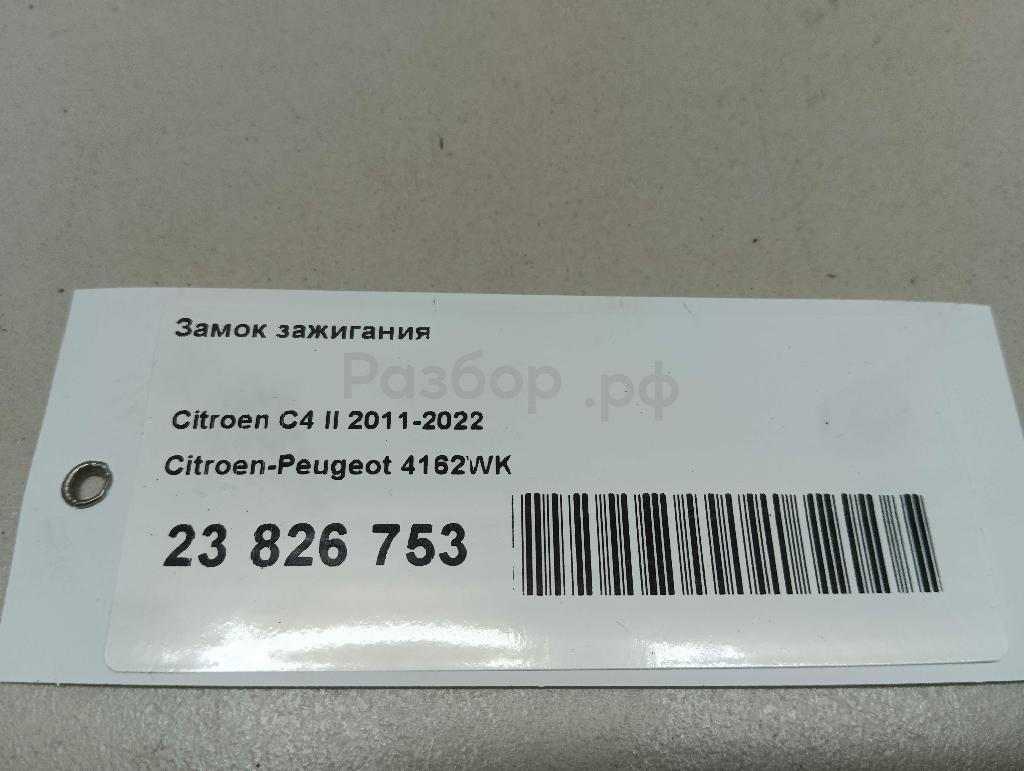 Замок зажигания
Разбор.рф
Citroen C4 II 2011-2022
Citroen-Peugeot 4162WK
23 826 753